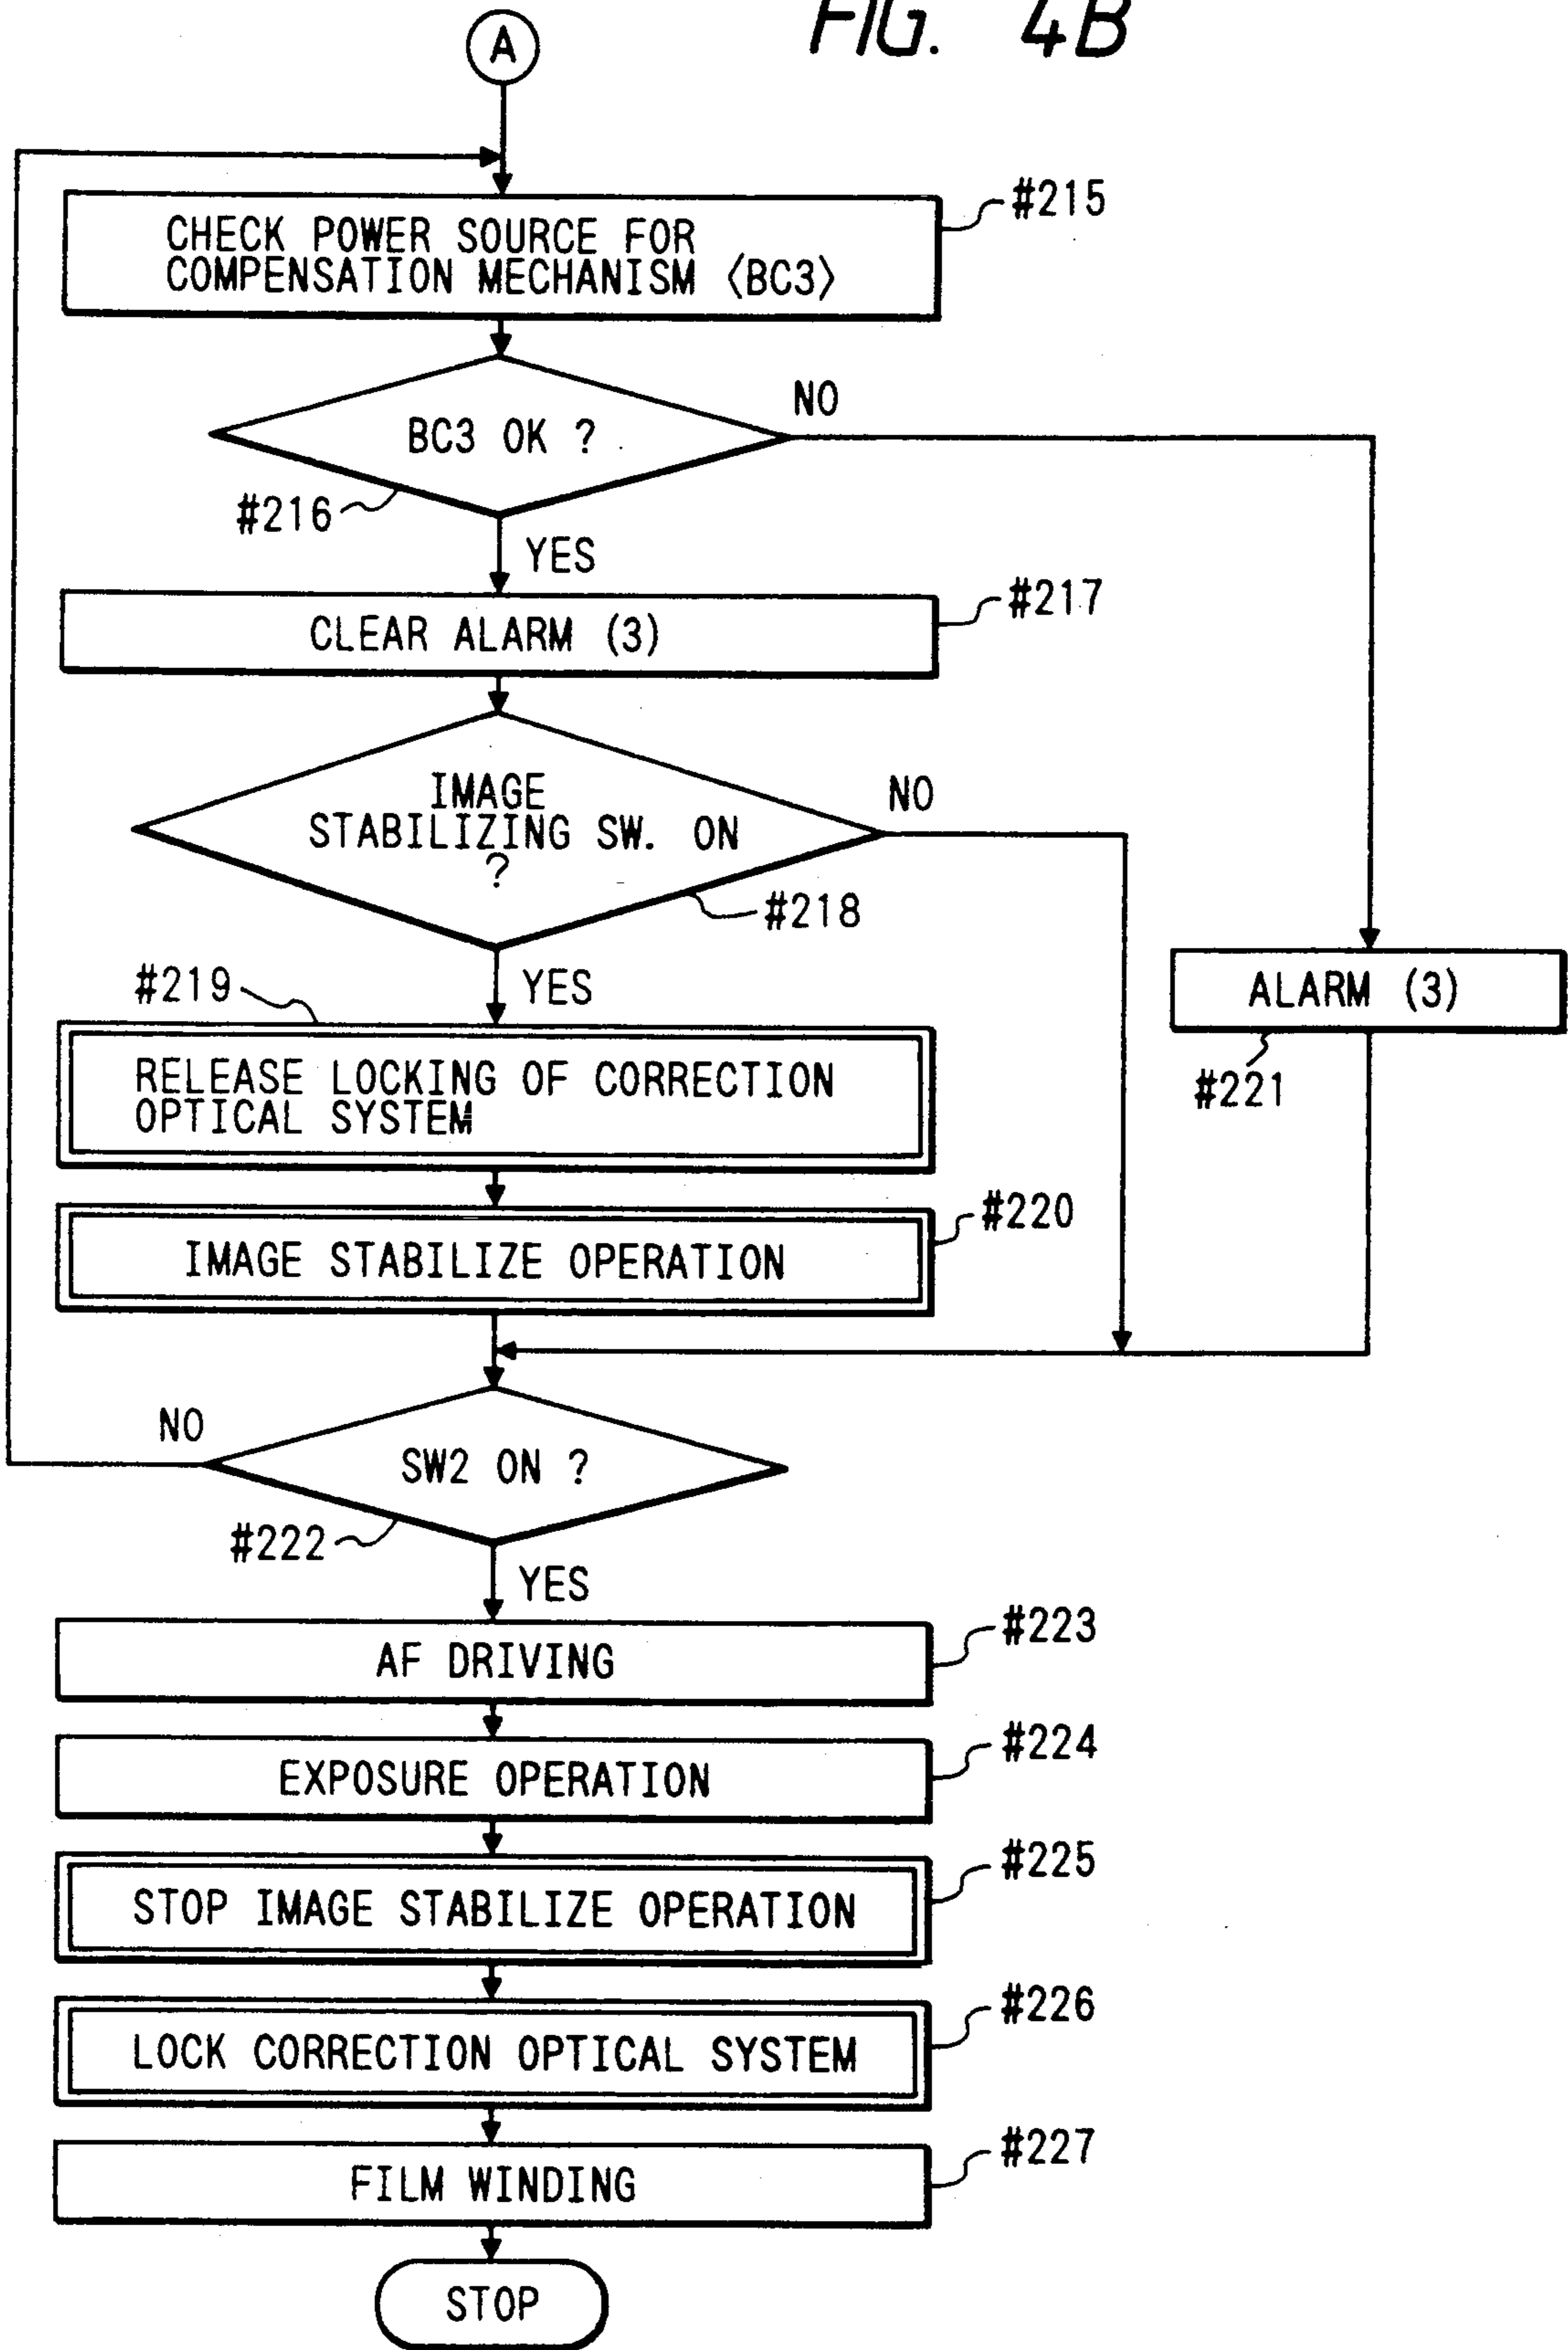 FIG. 4B
A
#215
CHECK POWER SOURCE FOR
COMPENSATION MECHANISM 〈BC3〉
NO
BC3 OK ?
#216
YES
#217
CLEAR ALARM (3)
IMAGE
STABILIZING SW. ON
?
NO
#218
#219
YES
ALARM (3)
#221
RELEASE LOCKING OF CORRECTION
OPTICAL SYSTEM
#220
IMAGE STABILIZE OPERATION
NO
SW2 ON ?
#222
YES
#223
AF DRIVING
#224
EXPOSURE OPERATION
#225
STOP IMAGE STABILIZE OPERATION
#226
LOCK CORRECTION OPTICAL SYSTEM
#227
FILM WINDING
STOP